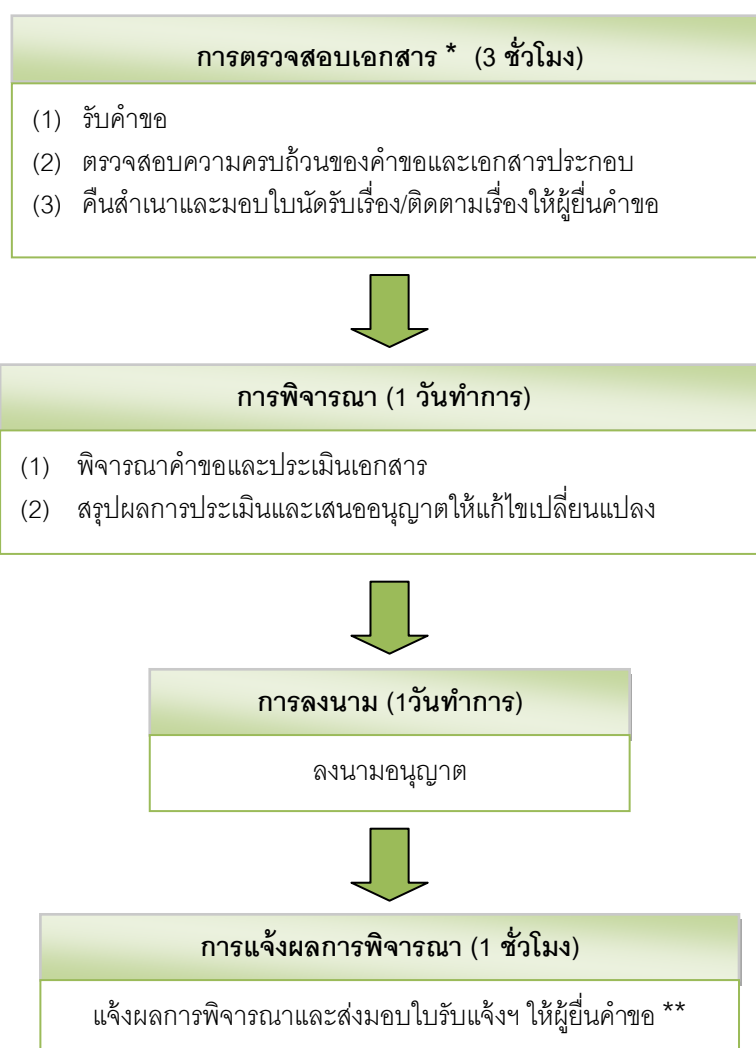 การตรวจสอบเอกสาร * (3 ชั่วโมง)
(1) รับคำขอ
(2) ตรวจสอบความครบถ้วนของคำขอและเอกสารประกอบ
(3) คืนสำเนาและมอบใบนัดรับเรื่อง/ติดตามเรื่องให้ผู้ยื่นคำขอ
การพิจารณา (1 วันทำการ)
(1) พิจารณาคำขอและประเมินเอกสาร
(2) สรุปผลการประเมินและเสนออนุญาตให้แก้ไขเปลี่ยนแปลง
การลงนาม (1วันทำการ)
ลงนามอนุญาต
การแจ้งผลการพิจารณา (1 ชั่วโมง)
แจ้งผลการพิจารณาและส่งมอบใบรับแจ้งฯ ให้ผู้ยื่นคำขอ **